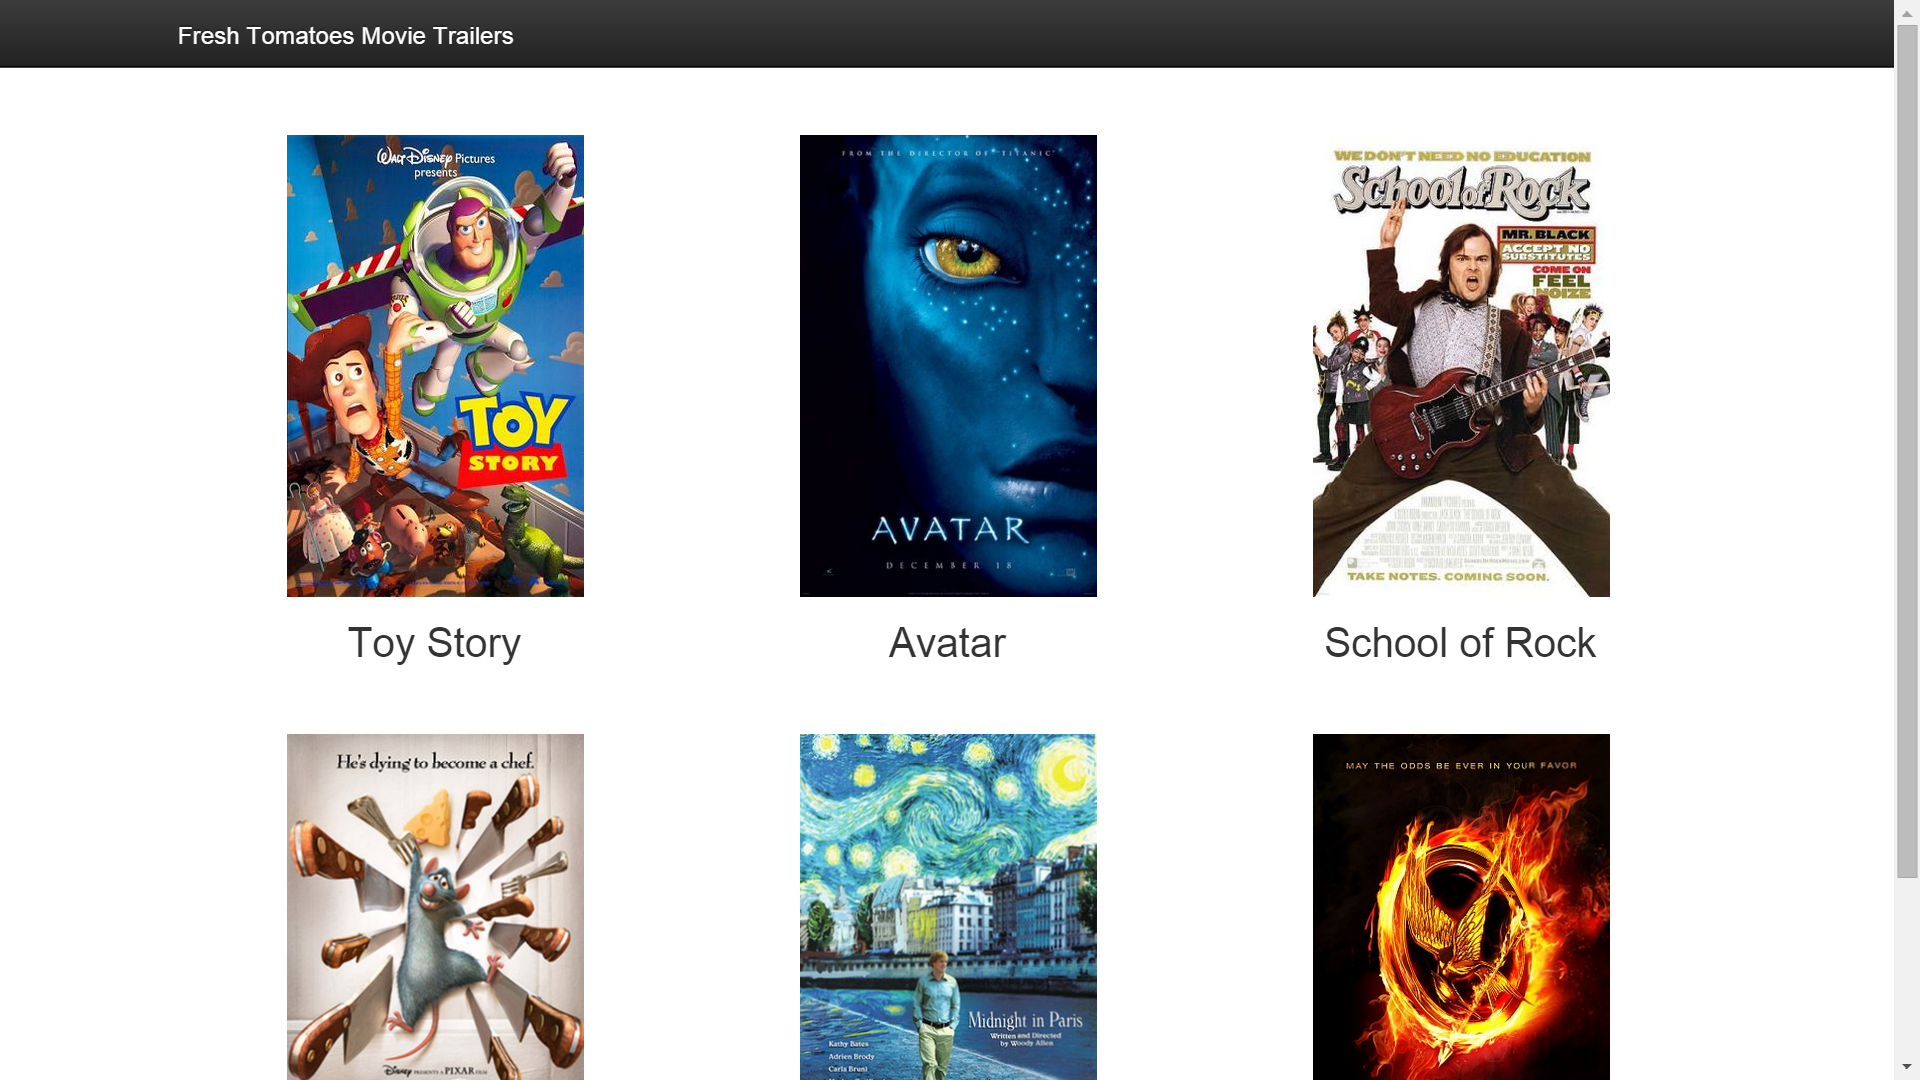 Fresh Tomatoes Movie Trailers
WALT DISNEY Pictures
presents
TOY
STORY
FROM THE DIRECTOR OF "TITANIC"
AVATAR
DECEMBER 18
WE DON'T NEED NO EDUCATION
School of Rock
MR. BLACK
ACCEPT NO
SUBSTITUTES
COME ON
FEEL
NOIZE
TAKE NOTES. COMING SOON.
Toy Story
Avatar
School of Rock
He's dying to become a chef.
DISNEY PRESENTS A PIXAR FILM
Midnight in Paris
Written and Directed
by Woody Allen
Kathy Bates
Adrien Brody
Carla Bruni
MAY THE ODDS BE EVER IN YOUR FAVOR